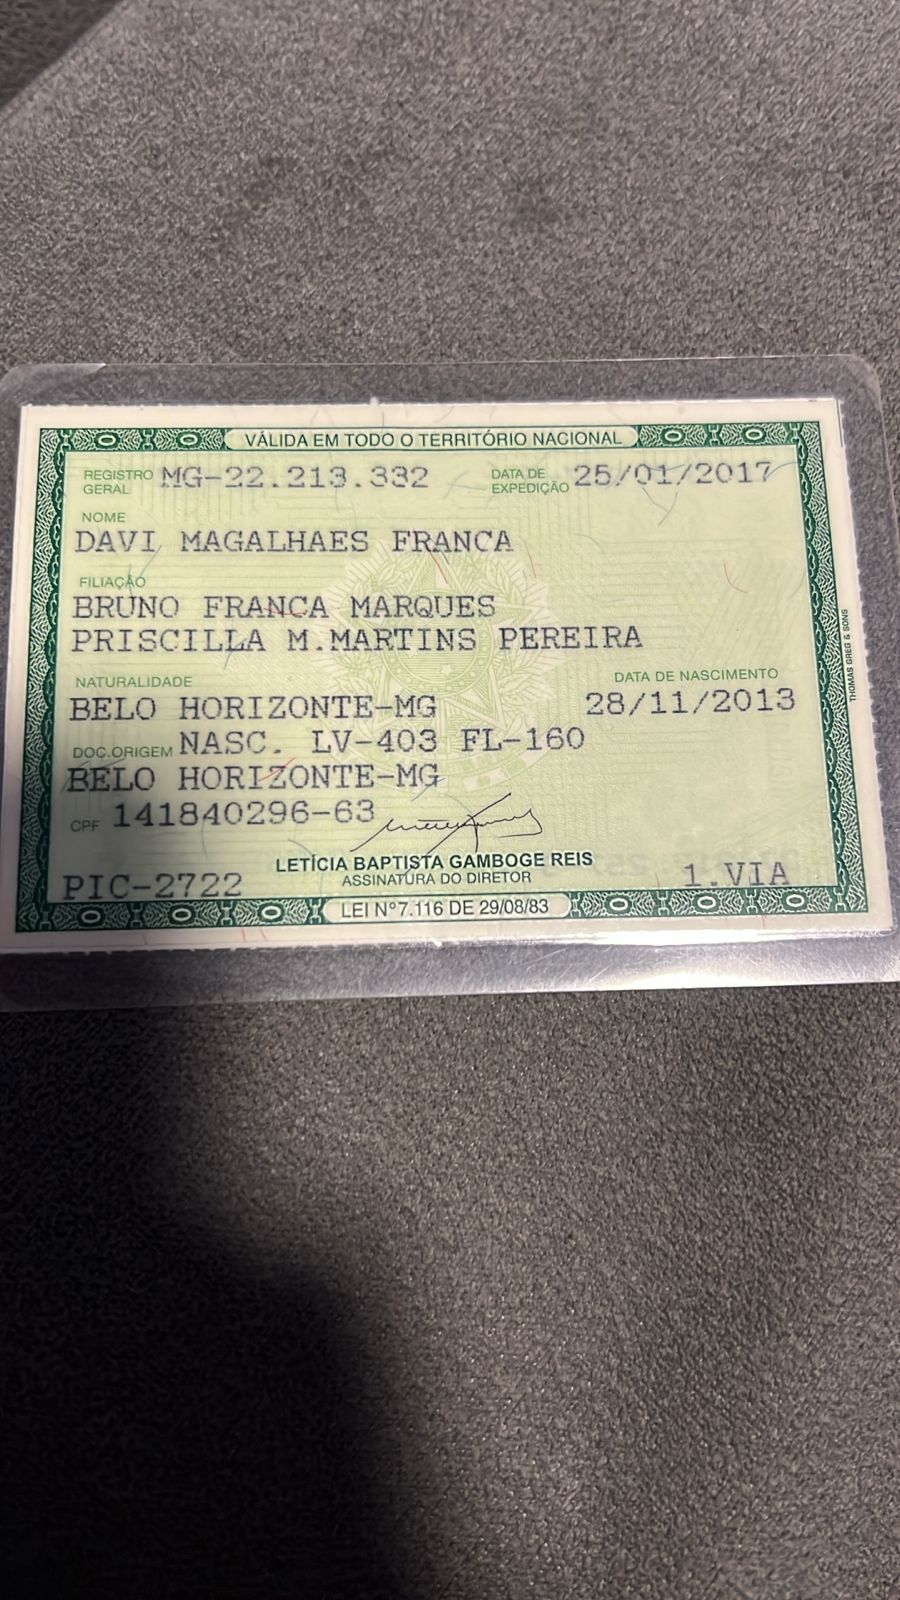 VÁLIDA EM TODO O TERRITÓRIO NACIONAL
REGISTRO GERAL MG-22.213.332 DATA DE EXPEDIÇÃO 25/01/2017
NOME
DAVI MAGALHAES FRANCA
FILIAÇÃO
BRUNO FRANCA MARQUES
PRISCILLA M.MARTINS PEREIRA
NATURALIDADE DATA DE NASCIMENTO
BELO HORIZONTE-MG 28/11/2013
DOC.ORIGEM NASC. LV-403 FL-160
BELO HORIZONTE-MG
CPF 141840296-63
LETÍCIA BAPTISTA GAMBOGE REIS
PIC-2722 ASSINATURA DO DIRETOR 1.VIA
LEI Nº 7.116 DE 29/08/83
THOMAS GREG & SONS